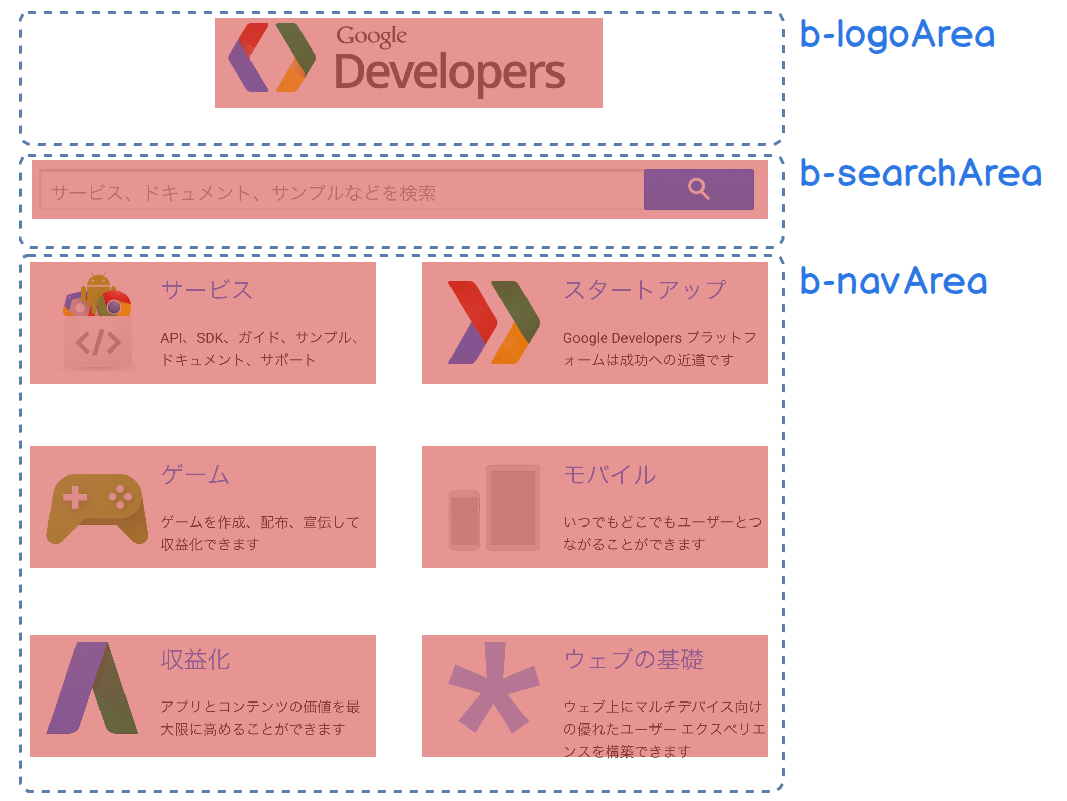 Google
Developers
b-logoArea
サービス、ドキュメント、サンプルなどを検索
b-searchArea
b-navArea
サービス
API、SDK、ガイド、サンプル、
ドキュメント、サポート
スタートアップ
Google Developers プラットフ
ォームは成功への近道です
ゲーム
ゲームを作成、配布、宣伝して
収益化できます
モバイル
いつでもどこでもユーザーとつ
ながることができます
収益化
アプリとコンテンツの価値を最
大限に高めることができます
ウェブの基礎
ウェブ上にマルチデバイス向け
の優れたユーザー エクスペリエ
ンスを構築できます